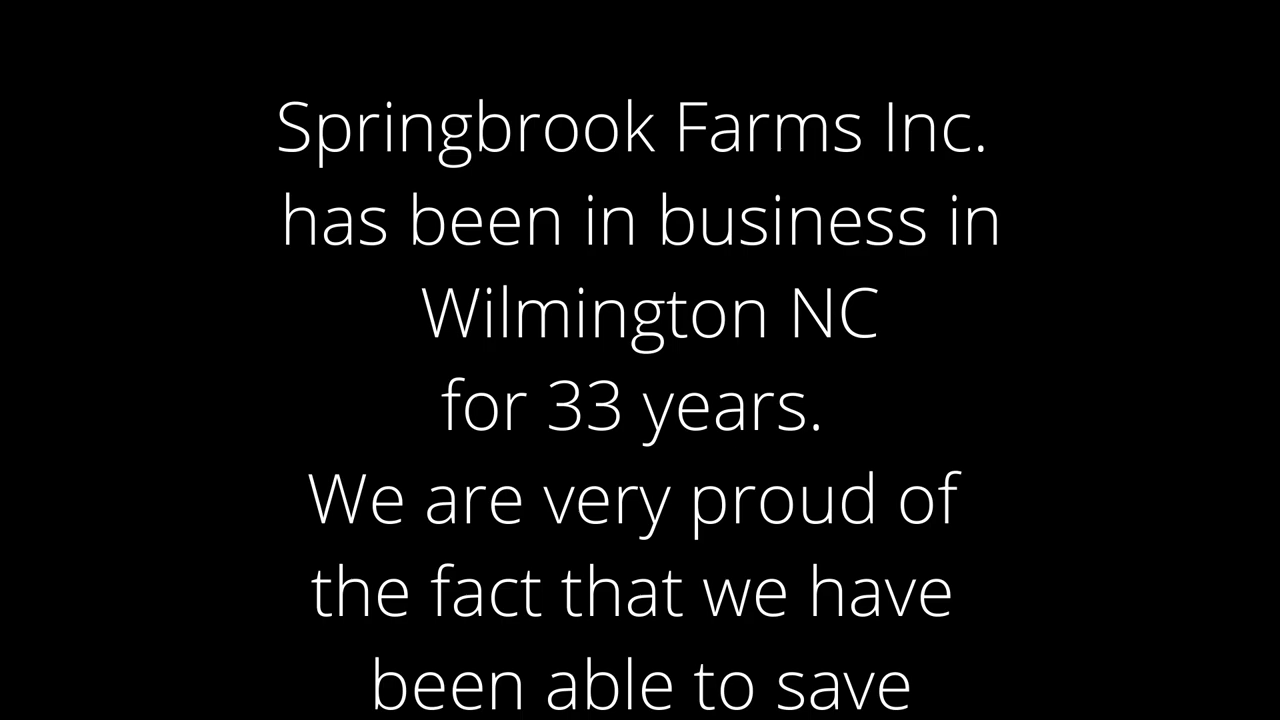 Springbrook Farms Inc.
has been in business in
Wilmington NC
for 33 years.
We are very proud of
the fact that we have
been able to save